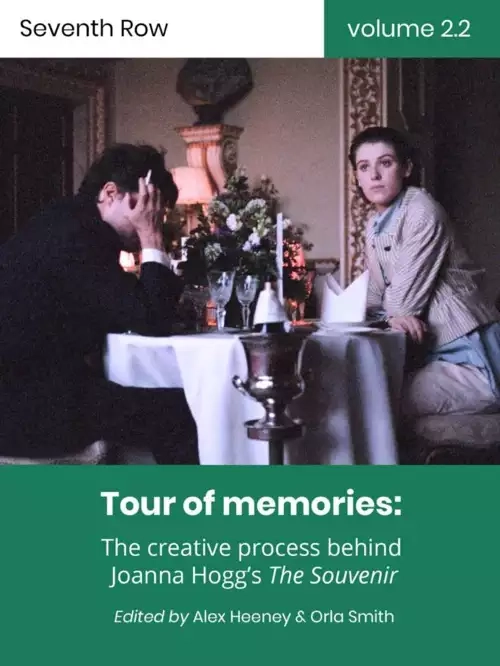 Seventh Row
volume 2.2
Tour of memories:
The creative process behind
Joanna Hogg's The Souvenir
Edited by Alex Heeney & Orla Smith